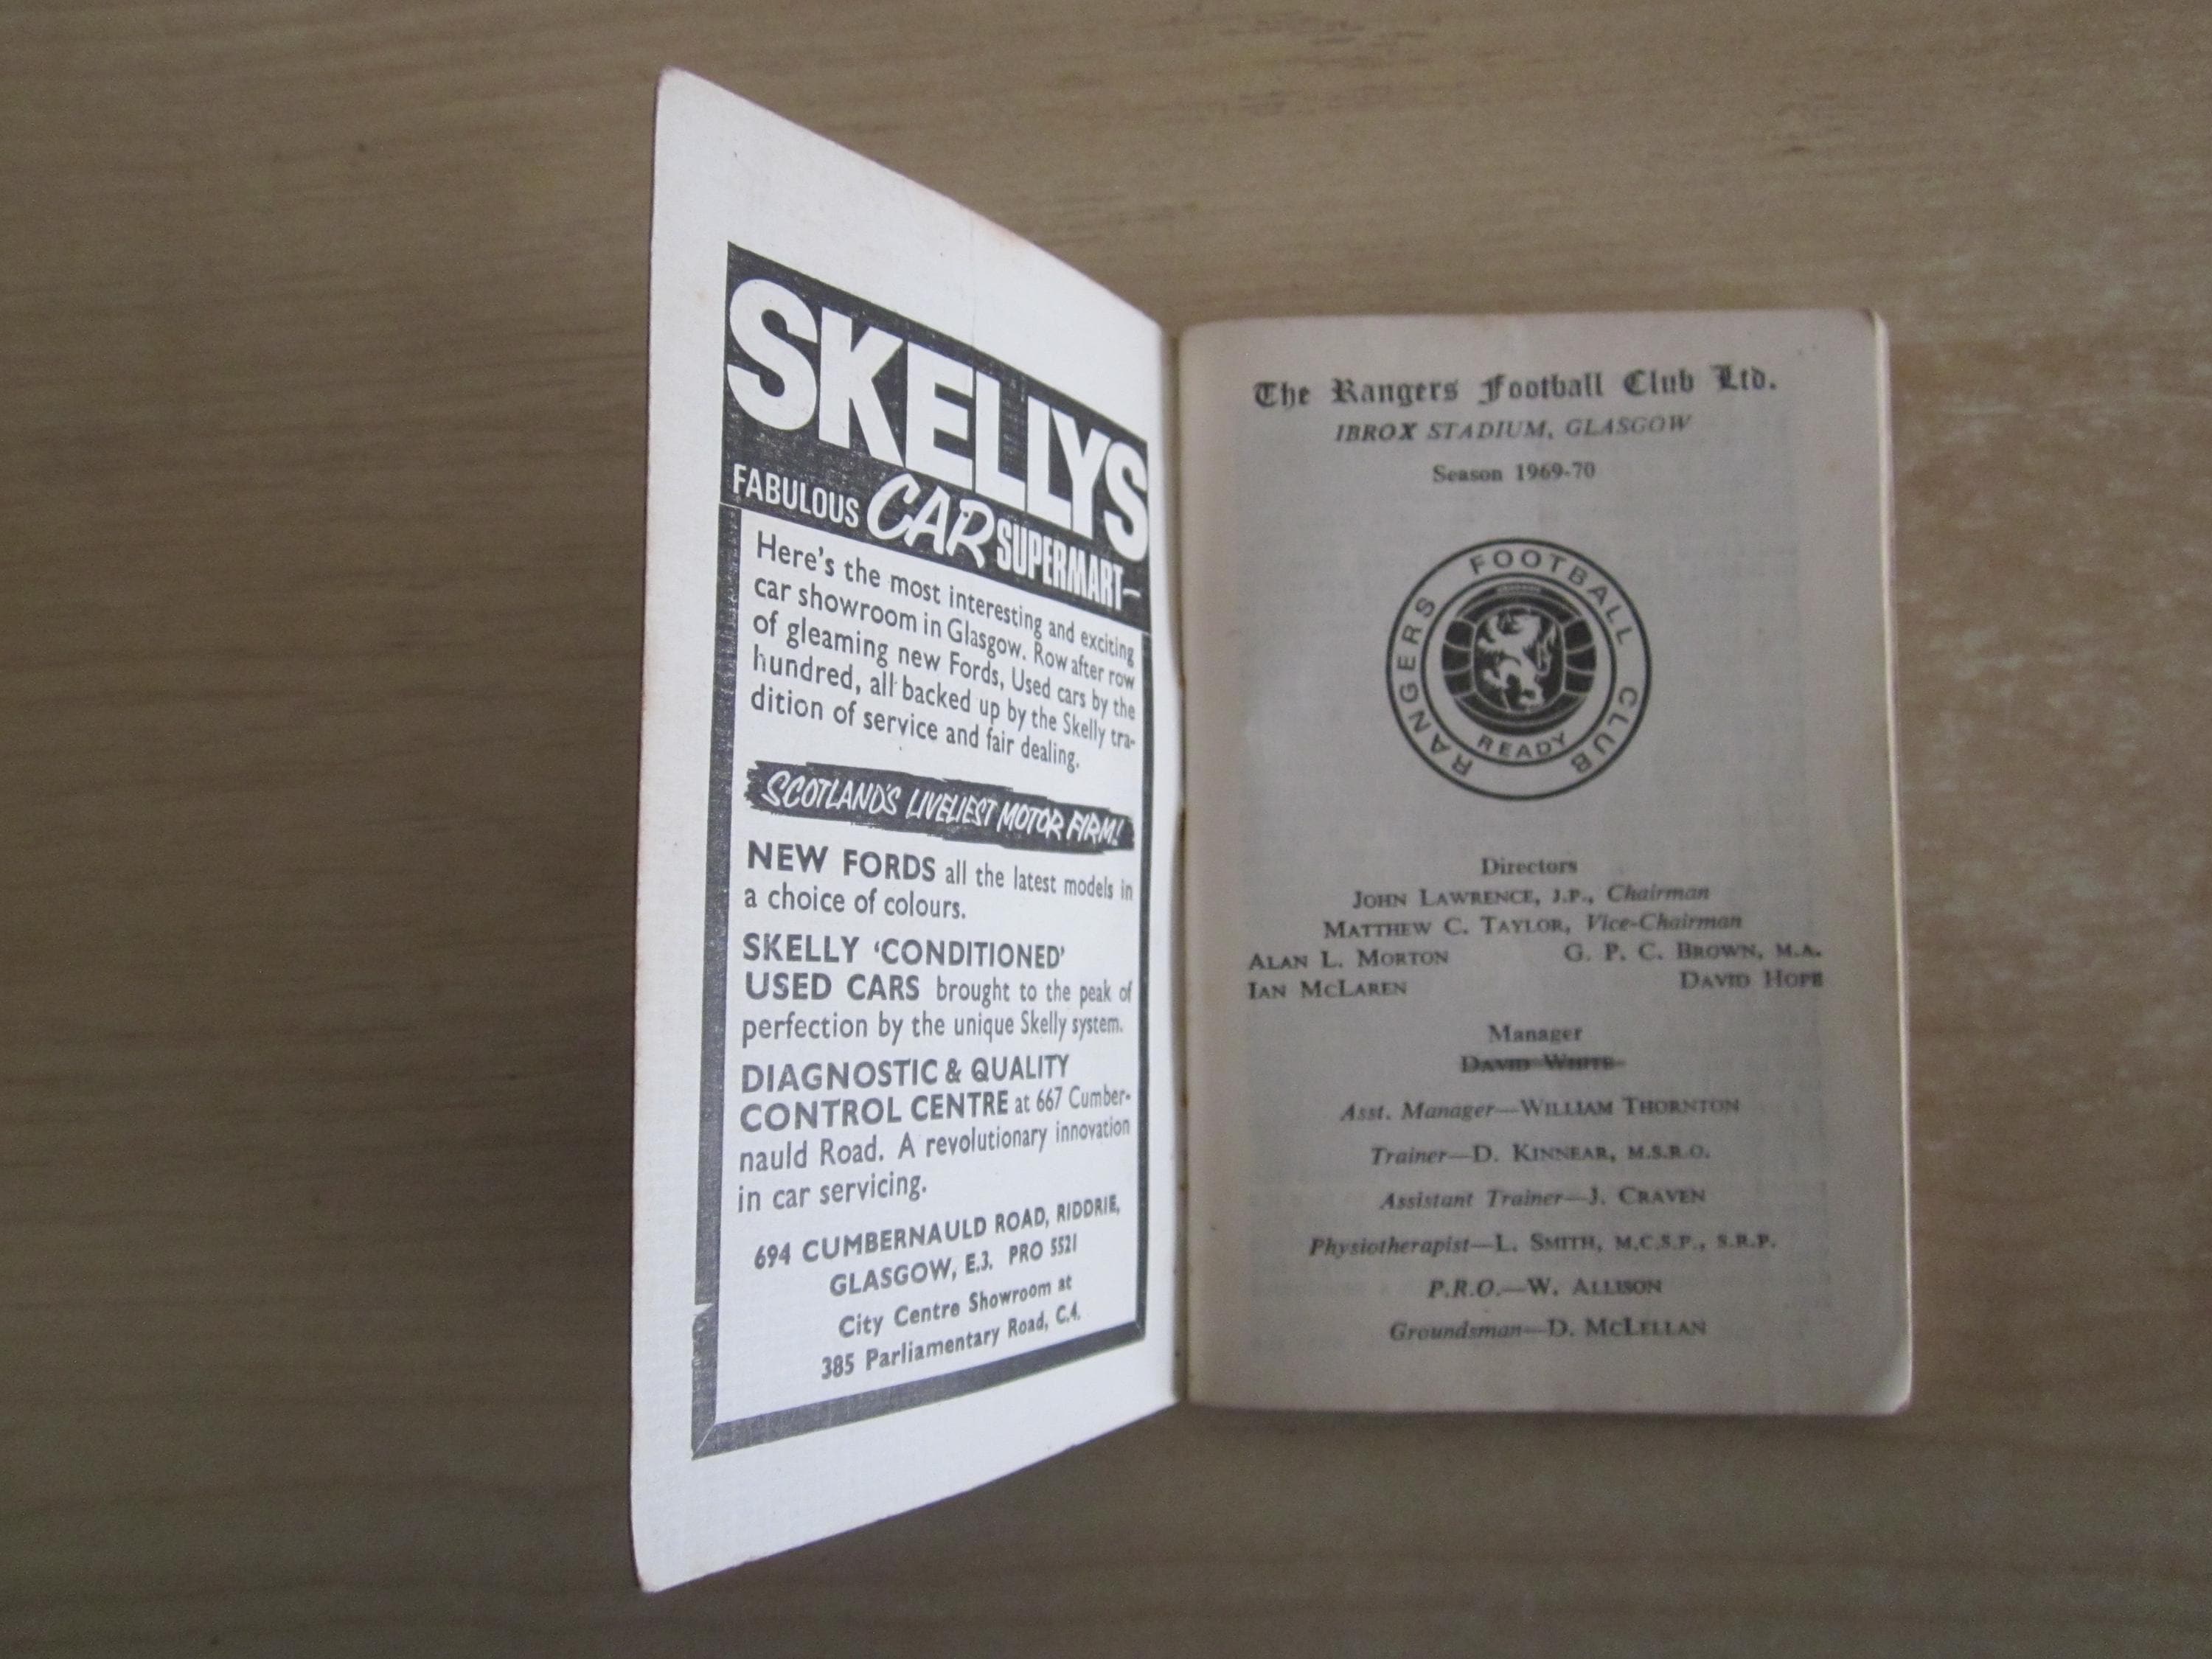 SKELLYS
FABULOUS CAR SUPERMART-
Here's the most interesting and exciting
car showroom in Glasgow. Row after row
of gleaming new Fords, Used cars by the
hundred, all backed up by the Skelly tra-
dition of service and fair dealing.
SCOTLAND'S LIVELIEST MOTOR FIRM!
NEW FORDS all the latest models in
a choice of colours.
SKELLY 'CONDITIONED'
USED CARS brought to the peak of
perfection by the unique Skelly system.
DIAGNOSTIC & QUALITY
CONTROL CENTRE at 667 Cumber-
nauld Road. A revolutionary innovation
in car servicing.
694 CUMBERNAULD ROAD, RIDDRIE,
GLASGOW, E.3. PRO 5521
City Centre Showroom at
385 Parliamentary Road, C.4.
The Rangers Football Club Ltd.
IBROX STADIUM, GLASGOW
Season 1969-70
RANGERS FOOTBALL CLUB
READY
Directors
JOHN LAWRENCE, J.P., Chairman
MATTHEW C. TAYLOR, Vice-Chairman
ALAN L. MORTON G. P. C. BROWN, M.A.
IAN MCLAREN DAVID HOPE
Manager
DAVID WHITE
Asst. Manager—WILLIAM THORNTON
Trainer—D. KINNEAR, M.S.R.O.
Assistant Trainer—J. CRAVEN
Physiotherapist—L. SMITH, M.C.S.P., S.R.P.
P.R.O.—W. ALLISON
Groundsman—D. MCLELLAN